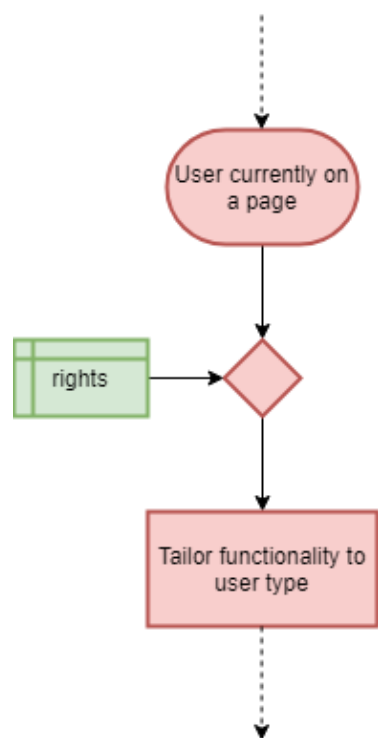 User currently on
a page
rights
Tailor functionality to
user type